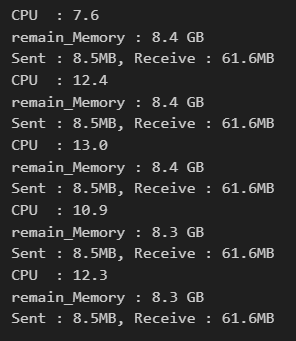 CPU  : 7.6
remain_Memory : 8.4 GB
Sent : 8.5MB, Receive : 61.6MB
CPU  : 12.4
remain_Memory : 8.4 GB
Sent : 8.5MB, Receive : 61.6MB
CPU  : 13.0
remain_Memory : 8.4 GB
Sent : 8.5MB, Receive : 61.6MB
CPU  : 10.9
remain_Memory : 8.3 GB
Sent : 8.5MB, Receive : 61.6MB
CPU  : 12.3
remain_Memory : 8.3 GB
Sent : 8.5MB, Receive : 61.6MB